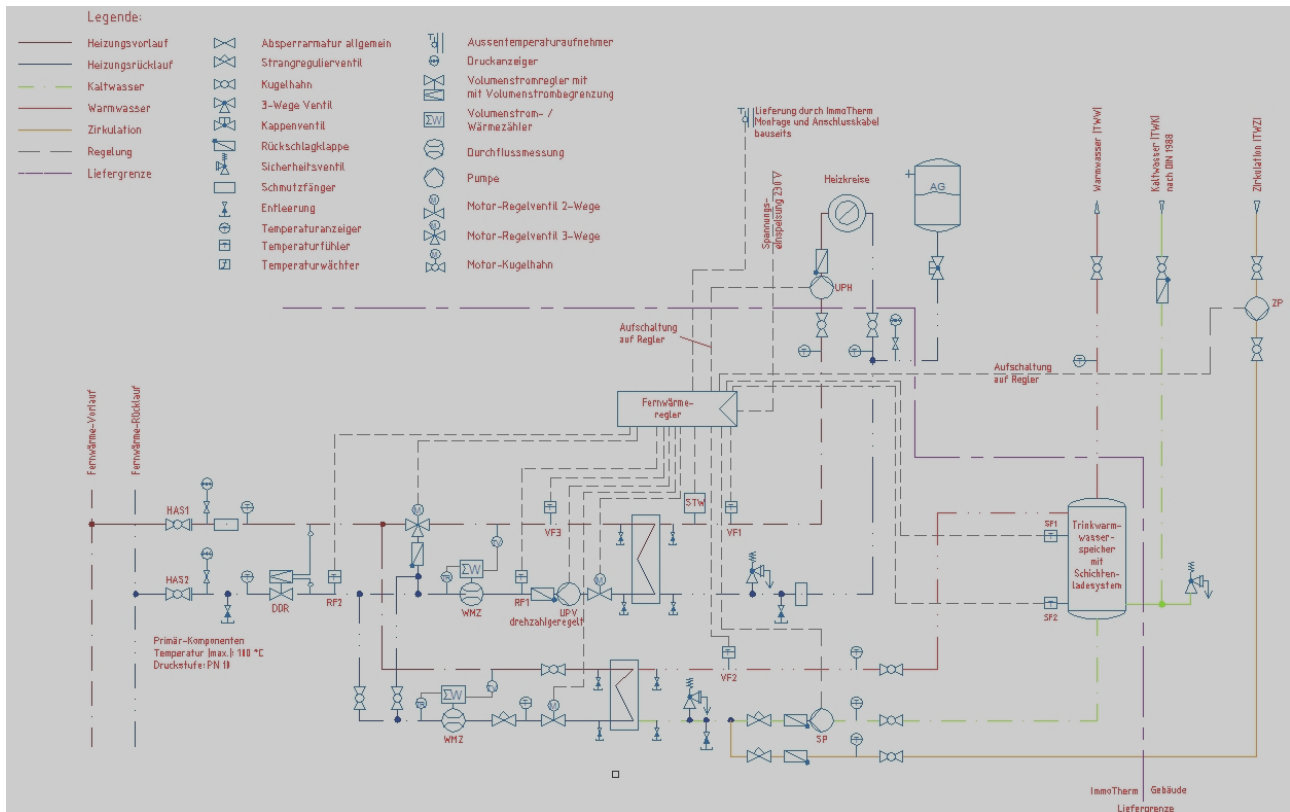 Legende:
Heizungsvorlauf
Heizungsrücklauf
Kaltwasser
Warmwasser
Zirkulation
Regelung
Liefergrenze
Absperrarmatur allgemein
Strangregulierventil
Kugelhahn
3-Wege Ventil
Kappenventil
Rückschlagklappe
Sicherheitsventil
Schmutzfänger
Entleerung
Temperaturanzeiger
Temperaturfühler
Temperaturwächter
Aussentemperaturaufnehmer
Druckanzeiger
Volumenstromregler mit
mit Volumenstrombegrenzung
ΣW
Volumenstrom- /
Wärmezähler
Durchflussmessung
Pumpe
M
Motor-Regelventil 2-Wege
M
Motor-Regelventil 3-Wege
M
Motor-Kugelhahn
Lieferung durch ImmoTherm
Montage und Anschlusskabel
bauseits
Spannungs-
einspeisung 230 V
Heizkreise
AG
UPH
Warmwasser (TWW)
Kaltwasser (TWK)
nach DIN 1988
Zirkulation (TWZ)
ZP
Aufschaltung
auf Regler
Aufschaltung
auf Regler
Fernwärme-
regler
Fernwärme-Vorlauf
Fernwärme-Rücklauf
HAS1
M
VF3
STW
VF1
SF1
Trinkwarm-
wasser-
speicher
mit
Schichten-
ladesystem
SF2
HAS2
DDR
RF2
ΣW
WMZ
RF1
UPV
drehzahlgeregelt
M
Primär-Komponenten
Druckstufe: PN 10
VF2
ΣW
WMZ
M
SP
ImmoTherm
Gebäude
Liefergrenze